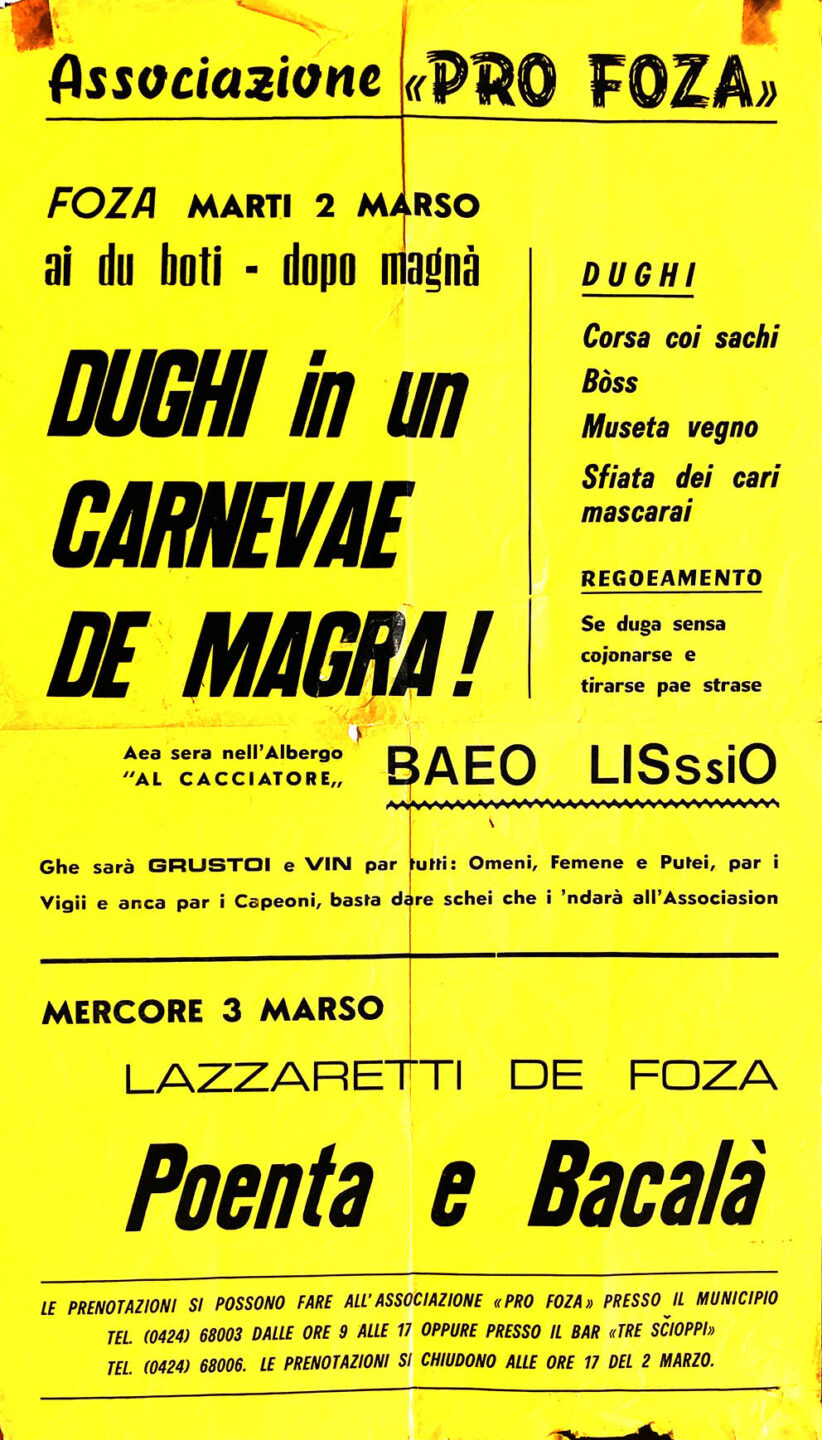 Associazione «PRO FOZA»
FOZA MARTI 2 MARSO
ai du boti - dopo magnà
DUGHI in un
CARNEVAE
DE MAGRA!
DUGHI
Corsa coi sachi
Bòss
Museta vegno
Sfiata dei cari
mascarai
REGOEAMENTO
Se duga sensa
cojonarse e
tirarse pae strase
Aea sera nell'Albergo
"AL CACCIATORE„
BAEO LISSssiO
Ghe sarà GRUSTOI e VIN par tutti: Omeni, Femene e Putei, par i
Vigii e anca par i Capeoni, basta dare schei che i 'ndarà all'Associasion
MERCORE 3 MARSO
LAZZARETTI DE FOZA
Poenta e Bacalà
LE PRENOTAZIONI SI POSSONO FARE ALL'ASSOCIAZIONE «PRO FOZA» PRESSO IL MUNICIPIO
TEL. (0424) 68003 DALLE ORE 9 ALLE 17 OPPURE PRESSO IL BAR «TRE SČIOPPI»
TEL. (0424) 68006. LE PRENOTAZIONI SI CHIUDONO ALLE ORE 17 DEL 2 MARZO.